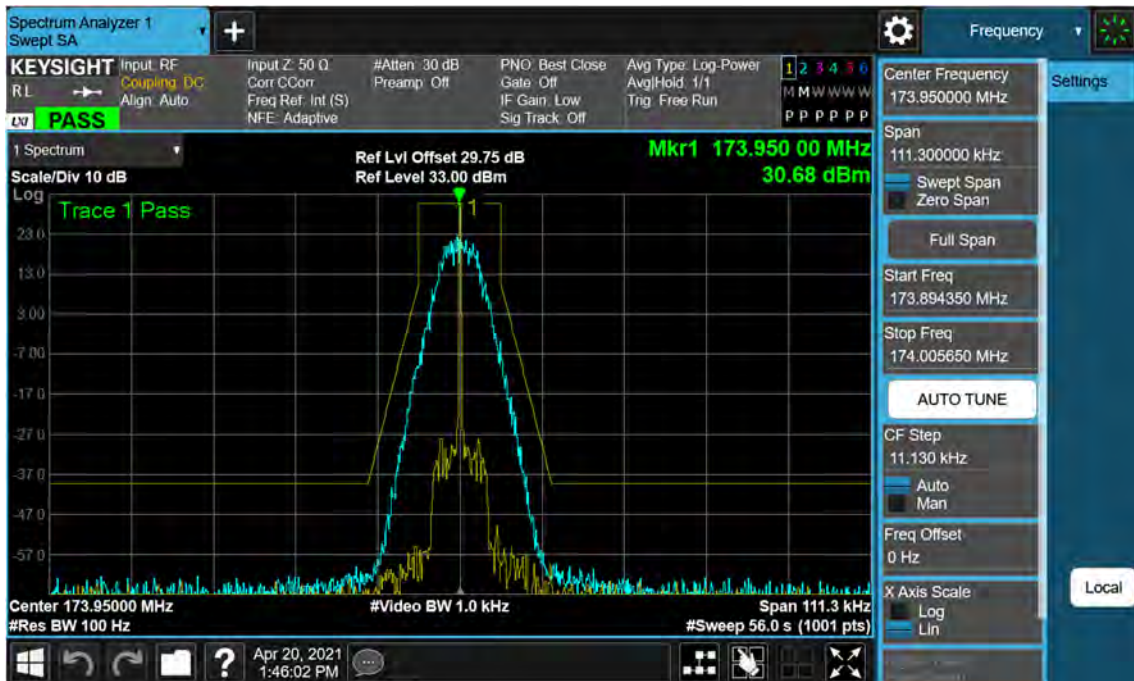 Spectrum Analyzer 1
Swept SA
+
Frequency
KEYSIGHT
RL
LXI PASS
Input: RF
Coupling: DC
Align: Auto
Input Z: 50 Ω
Corr CCorr
Freq Ref: Int (S)
NFE: Adaptive
#Atten: 30 dB
Preamp: Off
PNO: Best Close
Gate: Off
IF Gain: Low
Sig Track: Off
Avg Type: Log-Power
Avg|Hold: 1/1
Trig: Free Run
1 2 3 4 5 6
M M W W W W
P P P P P P
Center Frequency
173.950000 MHz
Settings
Span
111.300000 kHz
Swept Span
Zero Span
Full Span
Start Freq
173.894350 MHz
Stop Freq
174.005650 MHz
AUTO TUNE
CF Step
11.130 kHz
Auto
Man
Freq Offset
0 Hz
X Axis Scale
Log
Lin
Local
1 Spectrum
Scale/Div 10 dB
Ref Lvl Offset 29.75 dB
Ref Level 33.00 dBm
Mkr1 173.950 00 MHz
30.68 dBm
Log
Trace 1 Pass
1
23.0
13.0
3.00
-7.00
-17.0
-27.0
-37.0
-47.0
-57.0
Center 173.95000 MHz
#Video BW 1.0 kHz
Span 111.3 kHz
#Res BW 100 Hz
#Sweep 56.0 s (1001 pts)
?
Apr 20, 2021
1:46:02 PM